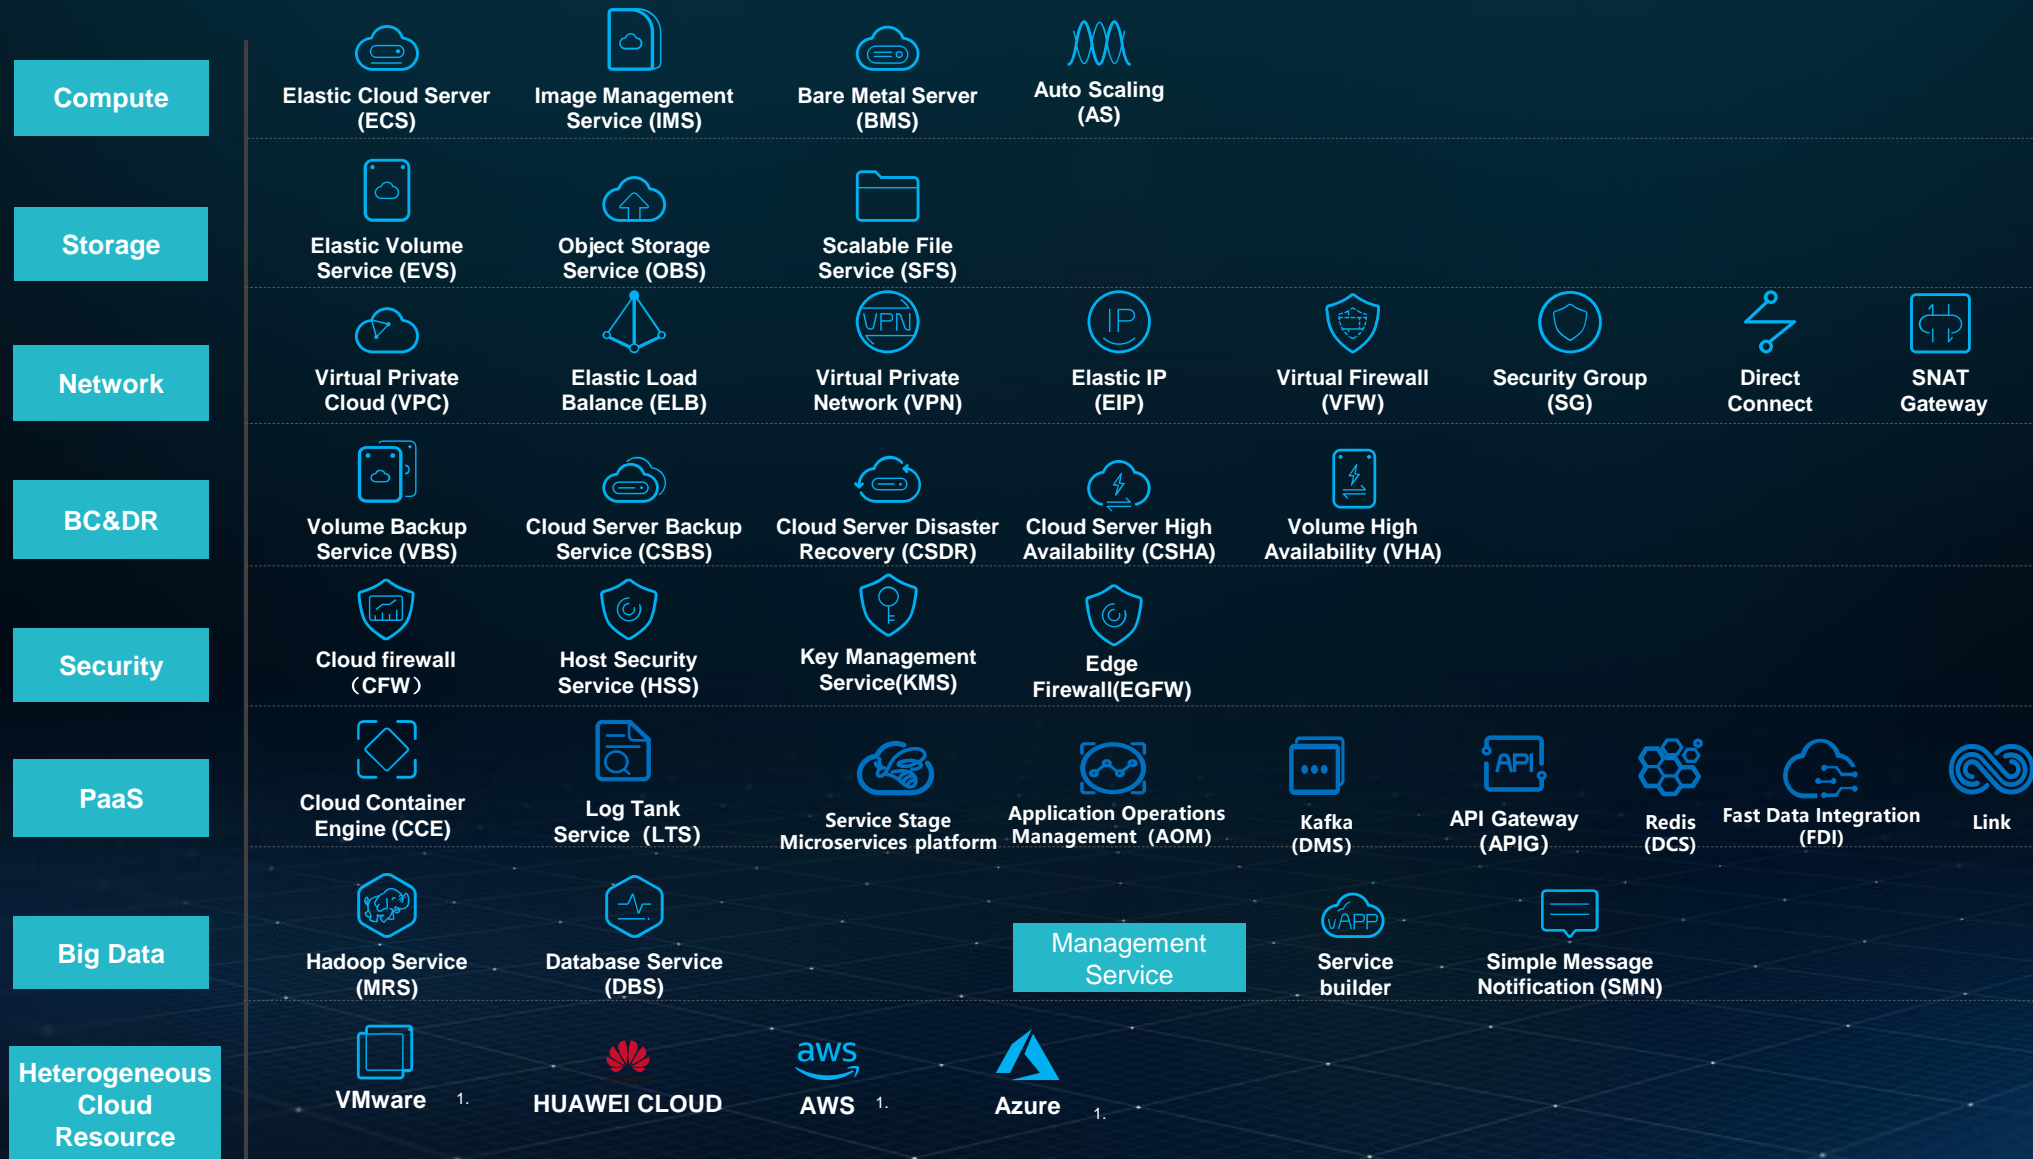 Compute
Elastic Cloud Server
(ECS)
Image Management
Service (IMS)
Bare Metal Server
(BMS)
Auto Scaling
(AS)
Storage
Elastic Volume
Service (EVS)
Object Storage
Service (OBS)
Scalable File
Service (SFS)
Network
Virtual Private
Cloud (VPC)
Elastic Load
Balance (ELB)
VPN
Virtual Private
Network (VPN)
IP
Elastic IP
(EIP)
Virtual Firewall
(VFW)
Security Group
(SG)
Direct
Connect
SNAT
Gateway
BC&DR
Volume Backup
Service (VBS)
Cloud Server Backup
Service (CSBS)
Cloud Server Disaster
Recovery (CSDR)
Cloud Server High
Availability (CSHA)
Volume High
Availability (VHA)
Security
Cloud firewall
（CFW）
Host Security
Service (HSS)
Key Management
Service(KMS)
Edge
Firewall(EGFW)
PaaS
Cloud Container
Engine (CCE)
Log Tank
Service（LTS）
Service Stage
Microservices platform
Application Operations
Management（AOM）
Kafka
(DMS)
API
API Gateway
(APIG)
Redis
(DCS)
Fast Data Integration
(FDI)
Link
Big Data
Hadoop Service
(MRS)
Database Service
(DBS)
Management
Service
vAPP
Service
builder
Simple Message
Notification (SMN)
Heterogeneous
Cloud
Resource
VMware 1.
HUAWEI CLOUD
aws
AWS 1.
Azure 1.